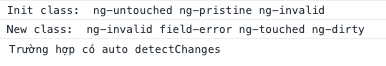 Init class:  ng-untouched ng-pristine ng-invalid
New class:  ng-invalid field-error ng-touched ng-dirty
Trường hợp có auto detectChanges